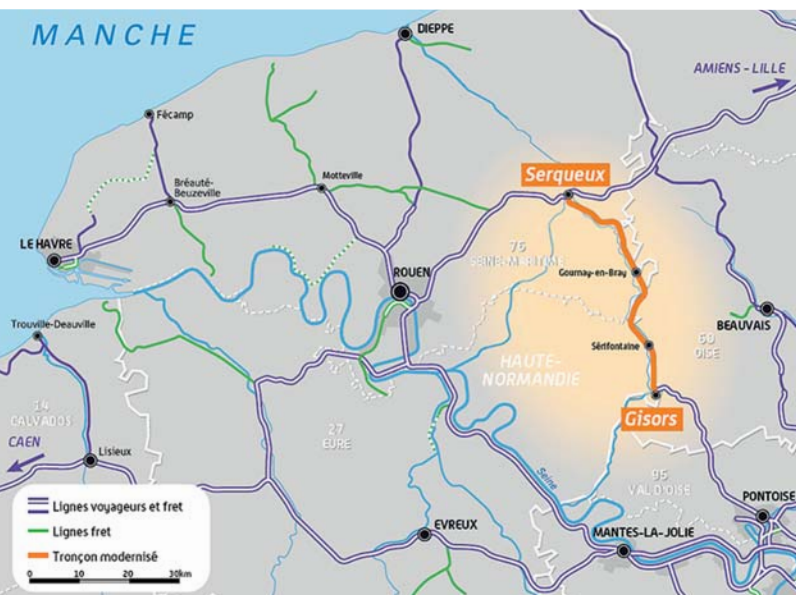 MANCHE
DIEPPE
AMIENS - LILLE
Fécamp
Serqueux
Motteville
Bréauté-
Beuzeville
LE HAVRE
76
SEINE-MARITIME
ROUEN
Gournay-en-Bray
Trouville-Deauville
BEAUVAIS
60
OISE
Sérifontaine
HAUTE-
NORMANDIE
14
CALVADOS
27
EURE
Gisors
CAEN
Lisieux
Seine
95
VAL D'OISE
PONTOISE
EVREUX
MANTES-LA-JOLIE
Lignes voyageurs et fret
Lignes fret
Tronçon modernisé
0 10 20 30km